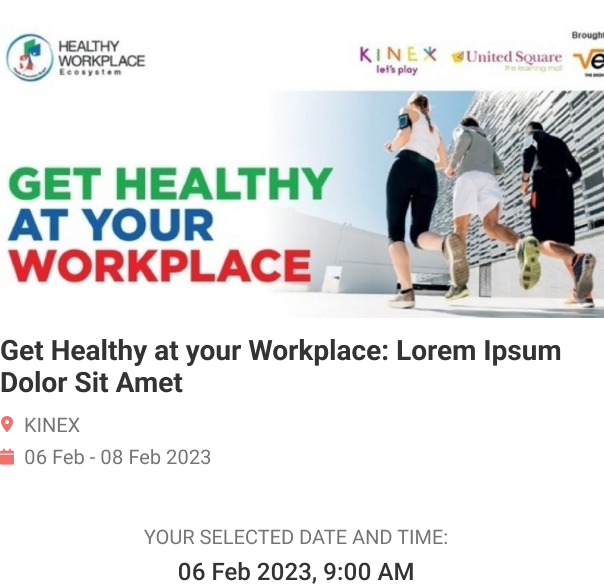 HEALTHY
WORKPLACE
Ecosystem
KINEX
let's play
United Square
the learning mall
Brought
GET HEALTHY
AT YOUR
WORKPLACE
Get Healthy at your Workplace: Lorem Ipsum
Dolor Sit Amet
KINEX
06 Feb - 08 Feb 2023
YOUR SELECTED DATE AND TIME:
06 Feb 2023, 9:00 AM